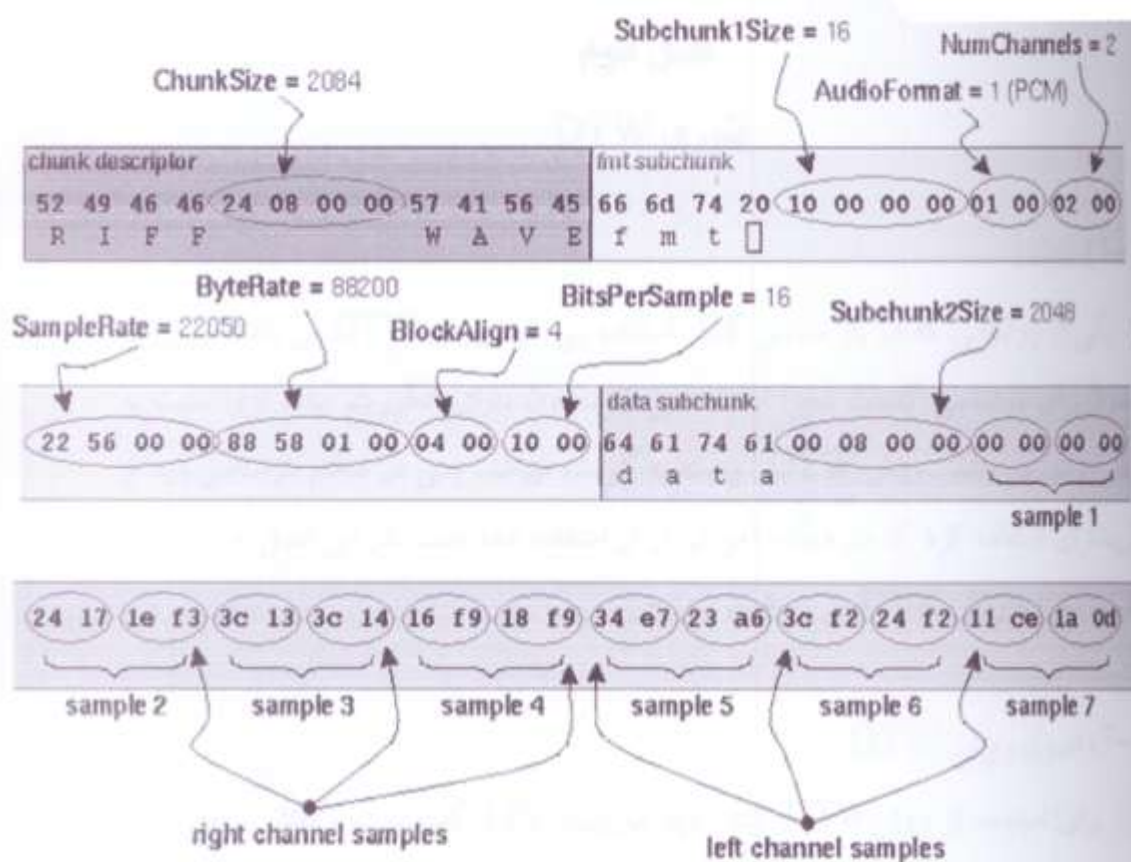 Subchunk1Size = 16
NumChannels = 2
ChunkSize = 2084
AudioFormat = 1 (PCM)
chunk descriptor
fmt subchunk
52 49 46 46 24 08 00 00 57 41 56 45 66 6d 74 20 10 00 00 00 01 00 02 00
R I F F W A V E f m t
ByteRate = 88200
BitsPerSample = 16
SampleRate = 22050
BlockAlign = 4
Subchunk2Size = 2048
data subchunk
22 56 00 00 88 58 01 00 04 00 10 00 64 61 74 61 00 08 00 00 00 00 00 00
d a t a
sample 1
24 17 1e f3 3c 13 3c 14 16 f9 18 f9 34 e7 23 a6 3c f2 24 f2 11 ce 1a 0d
sample 2 sample 3 sample 4 sample 5 sample 6 sample 7
right channel samples
left channel samples